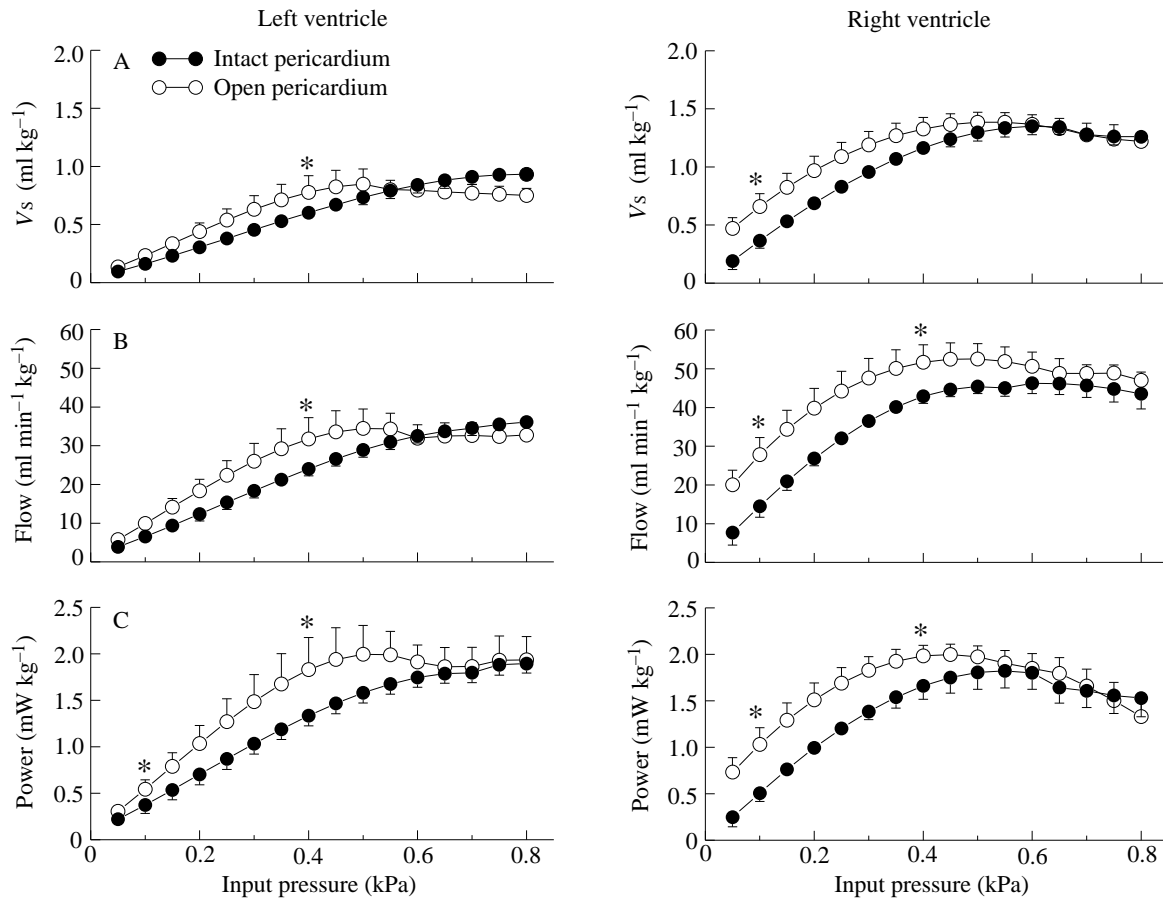 Left ventricle
Right ventricle
A
Intact pericardium
Open pericardium
2.0
1.5
1.0
0.5
0
Vs (ml kg−1)
*
2.0
1.5
1.0
0.5
0
Vs (ml kg−1)
*
B
60
50
40
30
20
10
0
Flow (ml min−1 kg−1)
*
60
50
40
30
20
10
0
Flow (ml min−1 kg−1)
*
*
C
2.5
2.0
1.5
1.0
0.5
0
Power (mW kg−1)
*
*
0 0.2 0.4 0.6 0.8
Input pressure (kPa)
2.5
2.0
1.5
1.0
0.5
0
Power (mW kg−1)
*
*
0 0.2 0.4 0.6 0.8
Input pressure (kPa)